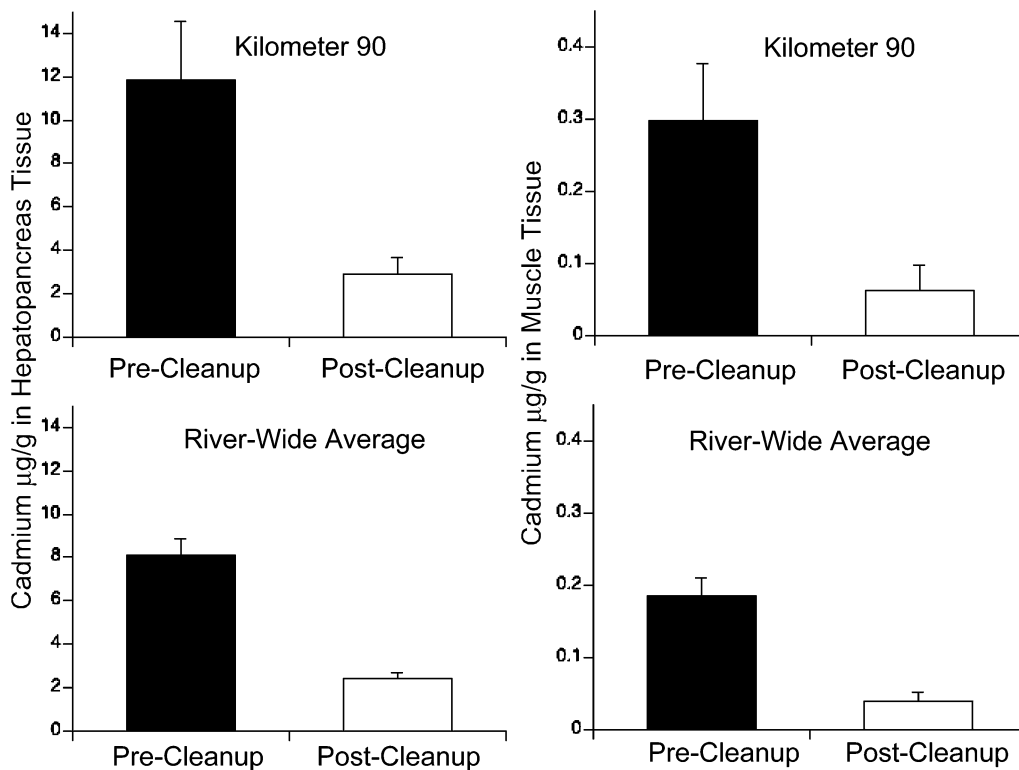 Cadmium μg/g in Hepatopancreas Tissue
Kilometer 90
14
12
10
8
6
4
2
0
Pre-Cleanup Post-Cleanup
River-Wide Average
14
12
10
8
6
4
2
0
Pre-Cleanup Post-Cleanup
Cadmium μg/g in Muscle Tissue
Kilometer 90
0.4
0.3
0.2
0.1
0
Pre-Cleanup Post-Cleanup
River-Wide Average
0.4
0.3
0.2
0.1
0
Pre-Cleanup Post-Cleanup